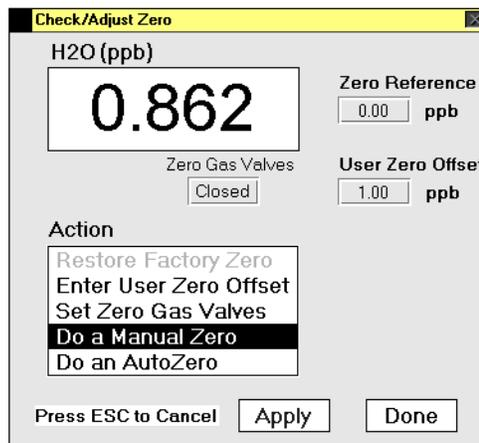 Check/Adjust Zero
H2O (ppb)
0.862
Zero Reference
0.00 ppb
Zero Gas Valves
Closed
User Zero Offset
1.00 ppb
Action
Restore Factory Zero
Enter User Zero Offset
Set Zero Gas Valves
Do a Manual Zero
Do an AutoZero
Press ESC to Cancel Apply Done